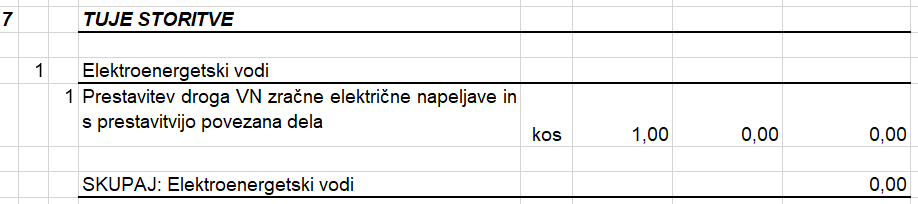 7 TUJE STORITVE
1 Elektroenergetski vodi
1 Prestavitev droga VN zračne električne napeljave in
s prestavitvijo povezana dela
kos 1,00 0,00 0,00
SKUPAJ: Elektroenergetski vodi 0,00